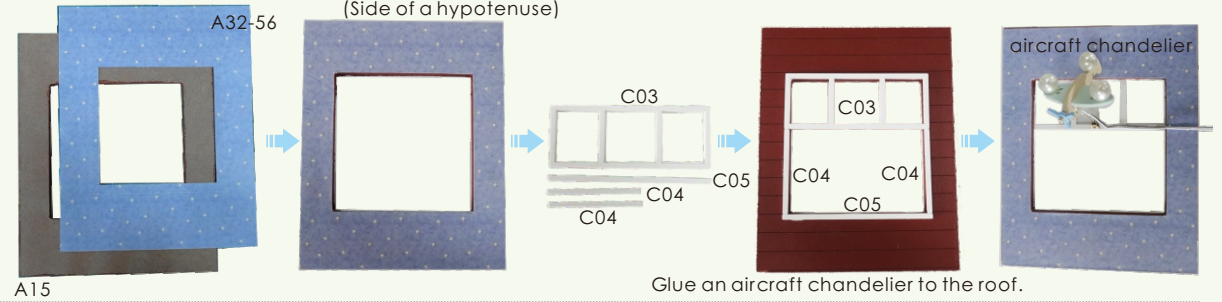 (Side of a hypotenuse)
A32-56
A15
C03
C05
C04
C04
C03
C04
C04
C05
aircraft chandelier
Glue an aircraft chandelier to the roof.